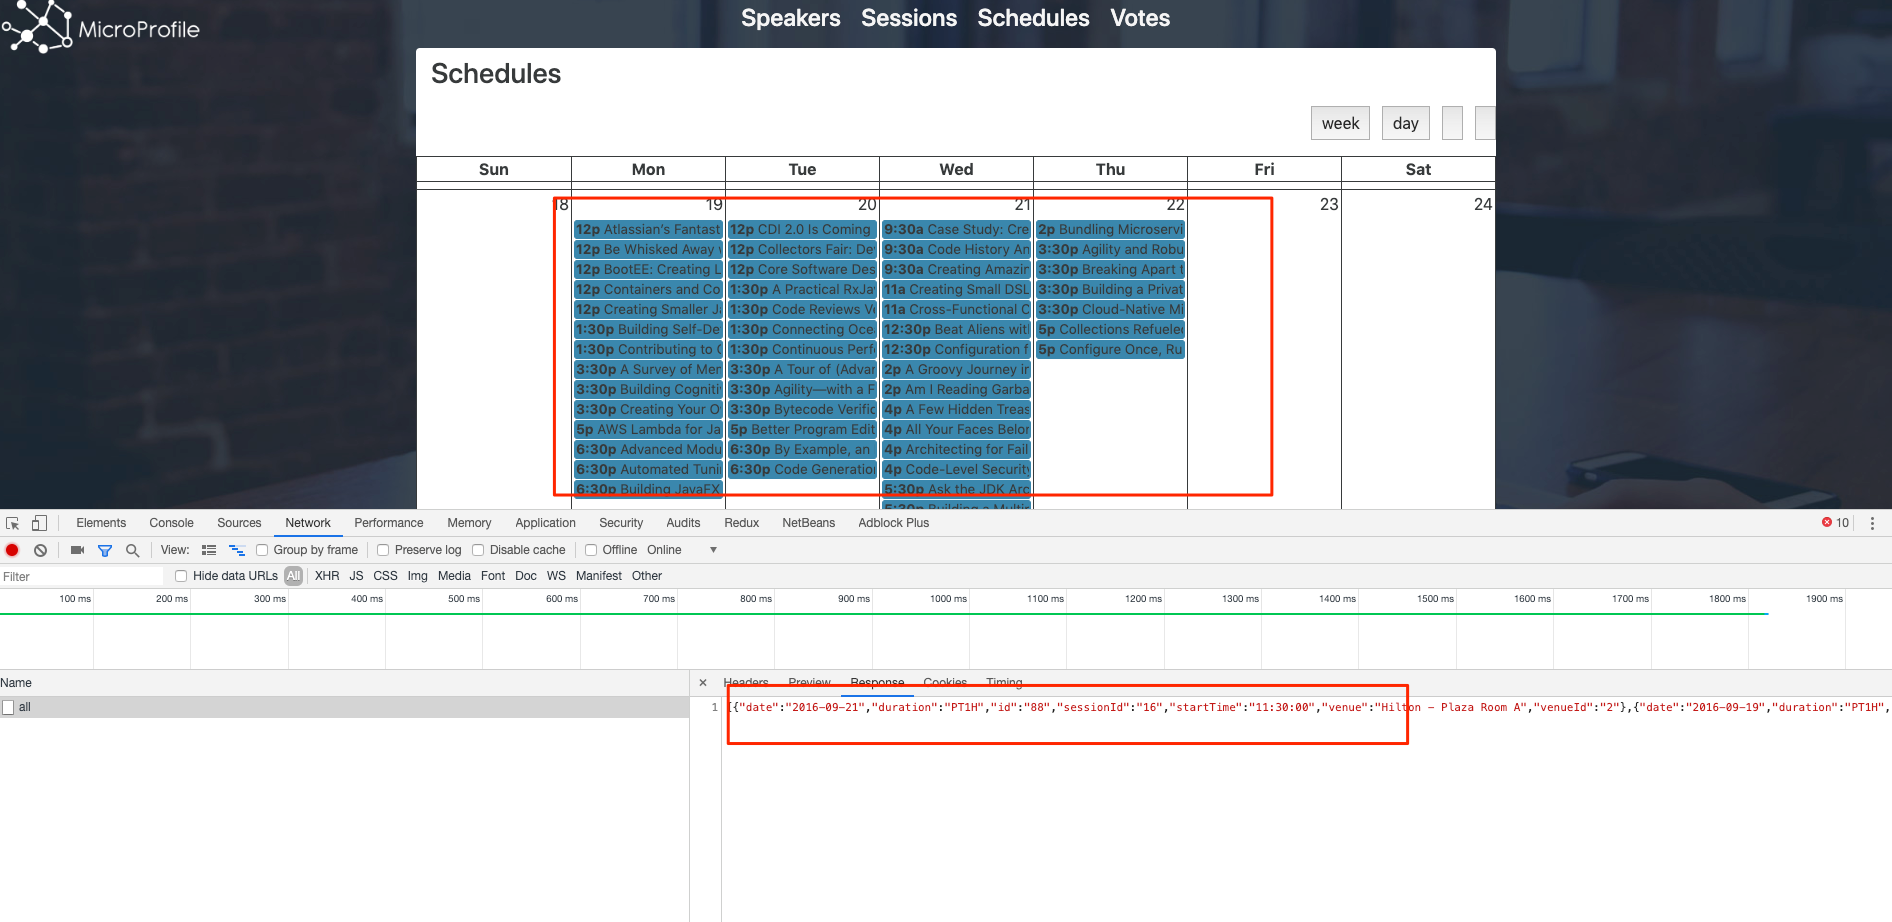 MicroProfile
Speakers Sessions Schedules Votes
Schedules
week day
Sun Mon Tue Wed Thu Fri Sat
18 19 20 21 22 23 24
12p Atlassian's Fantast 12p CDI 2.0 Is Coming 9:30a Case Study: Cre 2p Bundling Microservi
12p Be Whisked Away 12p Collectors Fair: De 9:30a Code History An 3:30p Agility and Robu
12p BootEE: Creating L 12p Core Software Des 9:30a Creating Amazin 3:30p Breaking Apart t
12p Containers and Co 1:30p A Practical RxJa 11a Creating Small DSL 3:30p Building a Privat
12p Creating Smaller J 1:30p Code Reviews Ve 11a Cross-Functional C 3:30p Cloud-Native Mi
1:30p Building Self-De 1:30p Connecting Oce 12:30p Beat Aliens with 5p Collections Refueled
1:30p Contributing to 1:30p Continuous Perf 12:30p Configuration f 5p Configure Once, Ru
3:30p A Survey of Mem 3:30p A Tour of (Advan 2p A Groovy Journey in
3:30p Building Cogniti 3:30p Agility—with a F 2p Am I Reading Garba
3:30p Creating Your O 3:30p Bytecode Verific 4p A Few Hidden Treas
5p AWS Lambda for Ja 5p Better Program Edit 4p All Your Faces Belon
6:30p Advanced Modu 6:30p By Example, an 4p Architecting for Fail
6:30p Automated Tuni 6:30p Code Generation 4p Code-Level Security
6:30p Building JavaFX 5:30p Ask the JDK Arc
5:30p Building a Multi
Elements Console Sources Network Performance Memory Application Security Audits Redux NetBeans Adblock Plus 10
View: Group by frame Preserve log Disable cache Offline Online
Filter Hide data URLs All XHR JS CSS Img Media Font Doc WS Manifest Other
100 ms 200 ms 300 ms 400 ms 500 ms 600 ms 700 ms 800 ms 900 ms 1000 ms 1100 ms 1200 ms 1300 ms 1400 ms 1500 ms 1600 ms 1700 ms 1800 ms 1900 ms
Name × Headers Preview Response Cookies Timing
all 1 [{"date":"2016-09-21","duration":"PT1H","id":"88","sessionId":"16","startTime":"11:30:00","venue":"Hilton – Plaza Room A","venueId":"2"},{"date":"2016-09-19","duration":"PT1H",